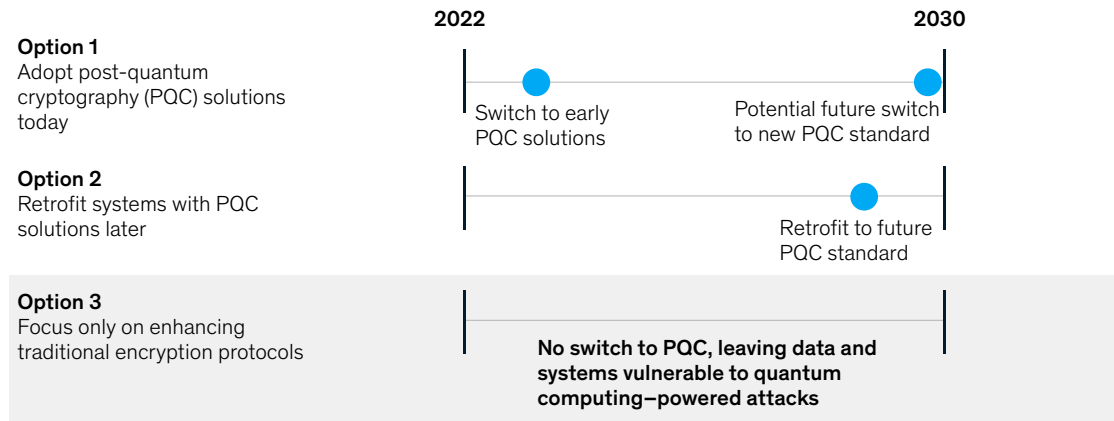 2022
2030
Option 1
Adopt post-quantum
cryptography (PQC) solutions
today
Switch to early
PQC solutions
Potential future switch
to new PQC standard
Option 2
Retrofit systems with PQC
solutions later
Retrofit to future
PQC standard
Option 3
Focus only on enhancing
traditional encryption protocols
No switch to PQC, leaving data and
systems vulnerable to quantum
computing–powered attacks